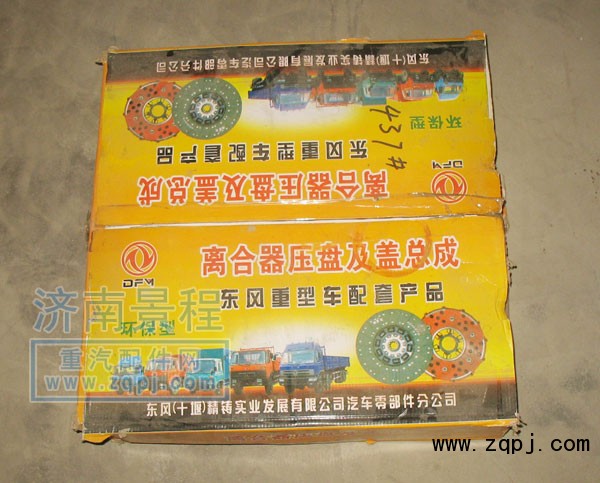 东风(十堰)精铸实业发展有限公司汽车零部件分公司
环保型
东风重型车配套产品
离合器压盘及盖总成
DFM
437#
离合器压盘及盖总成
DFM
东风重型车配套产品
环保型
济南景程
重汽配件网
www.zqpj.com
东风(十堰)精铸实业发展有限公司汽车零部件分公司
www.zqpj.com